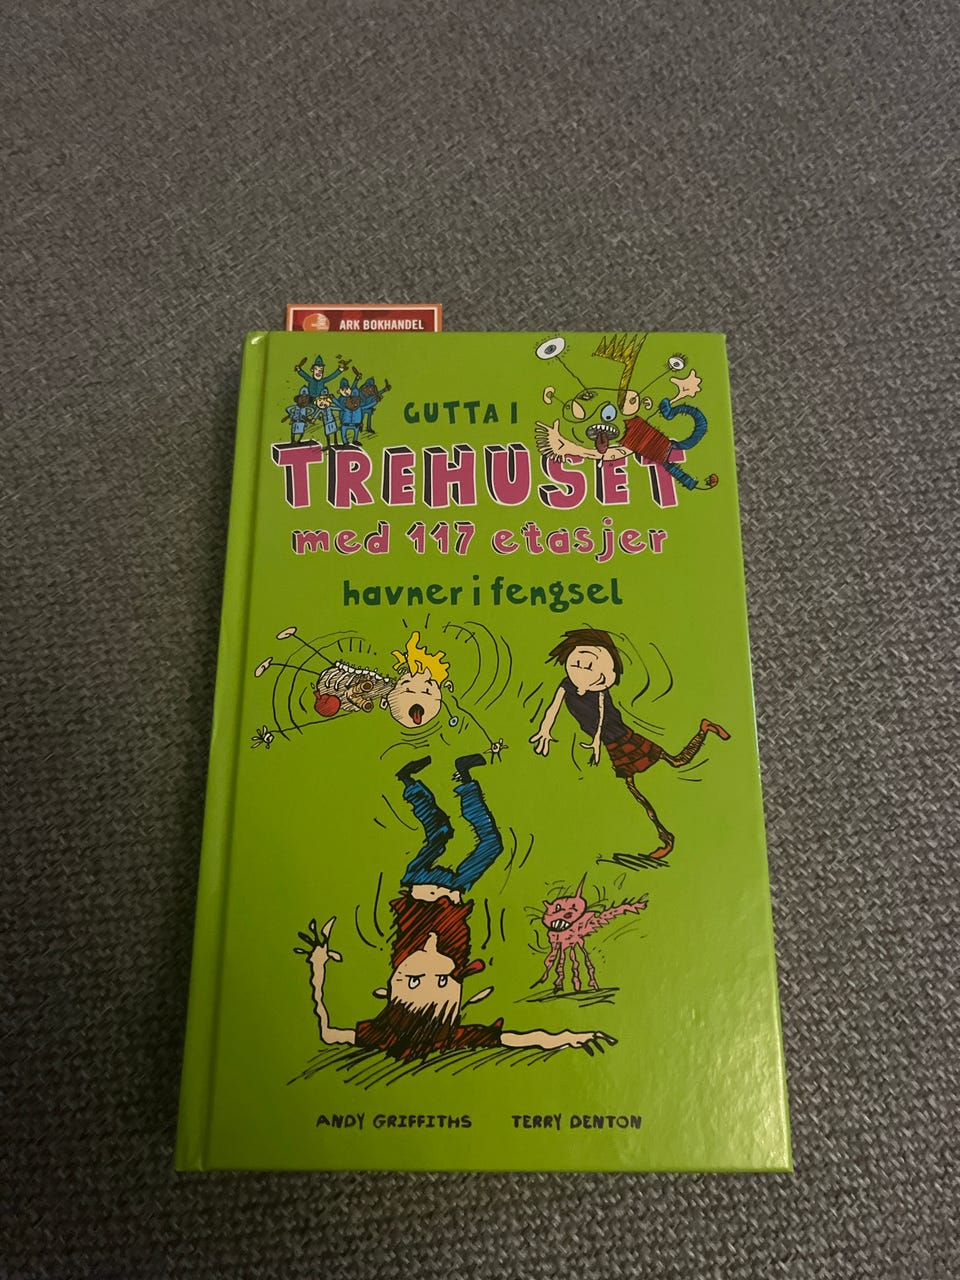 ARK BOKHANDEL
GUTTA I
TREHUSET
med 117 etasjer
havner i fengsel
ANDY GRIFFITHS TERRY DENTON